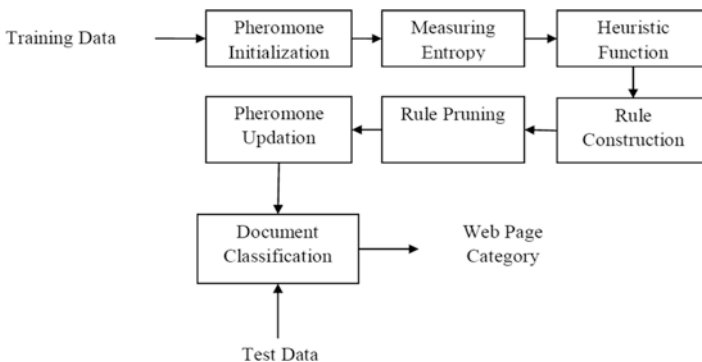 Training Data
Pheromone
Initialization
Measuring
Entropy
Heuristic
Function
Pheromone
Updation
Rule Pruning
Rule
Construction
Document
Classification
Web Page
Category
Test Data